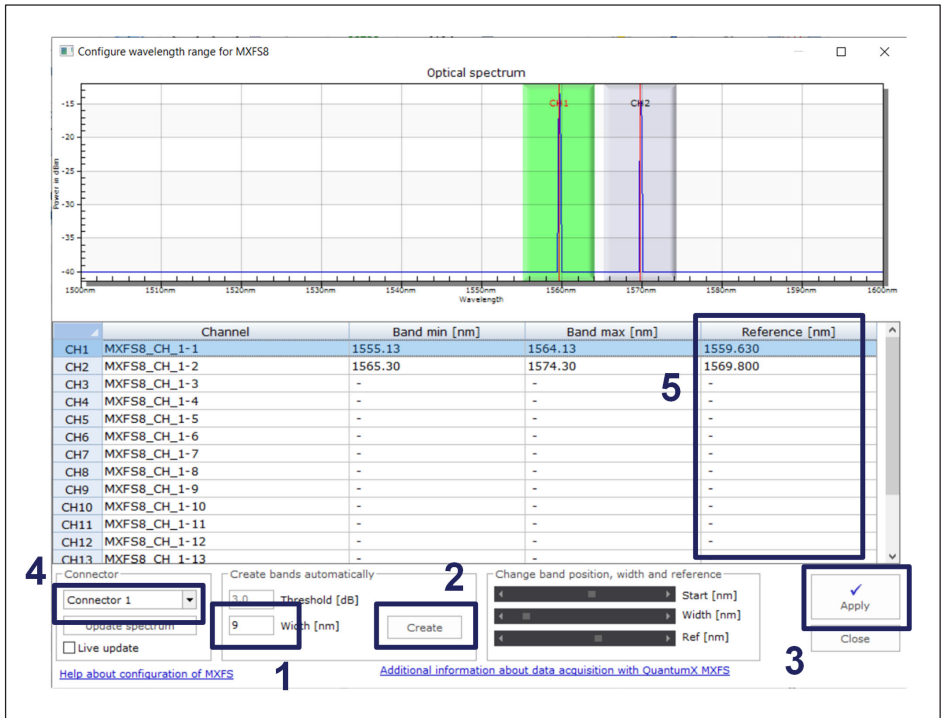 Configure wavelength range for MXFS8
Optical spectrum
CH1 CH2
-15
-20
-25
-30
-35
-40
Power in dBm
1500nm 1510nm 1520nm 1530nm 1540nm 1550nm 1560nm 1570nm 1580nm 1590nm 1600nm
Wavelength
Channel Band min [nm] Band max [nm] Reference [nm]
CH1 MXFS8_CH_1-1 1555.13 1564.13 1559.630
CH2 MXFS8_CH_1-2 1565.30 1574.30 1569.800
5
CH3 MXFS8_CH_1-3 - - -
CH4 MXFS8_CH_1-4 - - -
CH5 MXFS8_CH_1-5 - - -
CH6 MXFS8_CH_1-6 - - -
CH7 MXFS8_CH_1-7 - - -
CH8 MXFS8_CH_1-8 - - -
CH9 MXFS8_CH_1-9 - - -
CH10 MXFS8_CH_1-10 - - -
CH11 MXFS8_CH_1-11 - - -
CH12 MXFS8_CH_1-12 - - -
CH13 MXFS8_CH_1-13 - - -
4 2
Connector Create bands automatically Change band position, width and reference
Connector 1 3.0 Threshold [dB] Start [nm] Apply
Update spectrum 9 Width [nm] Create Width [nm]
Live update Ref [nm] Close
1 3
Help about configuration of MXFS Additional information about data acquisition with QuantumX MXFS